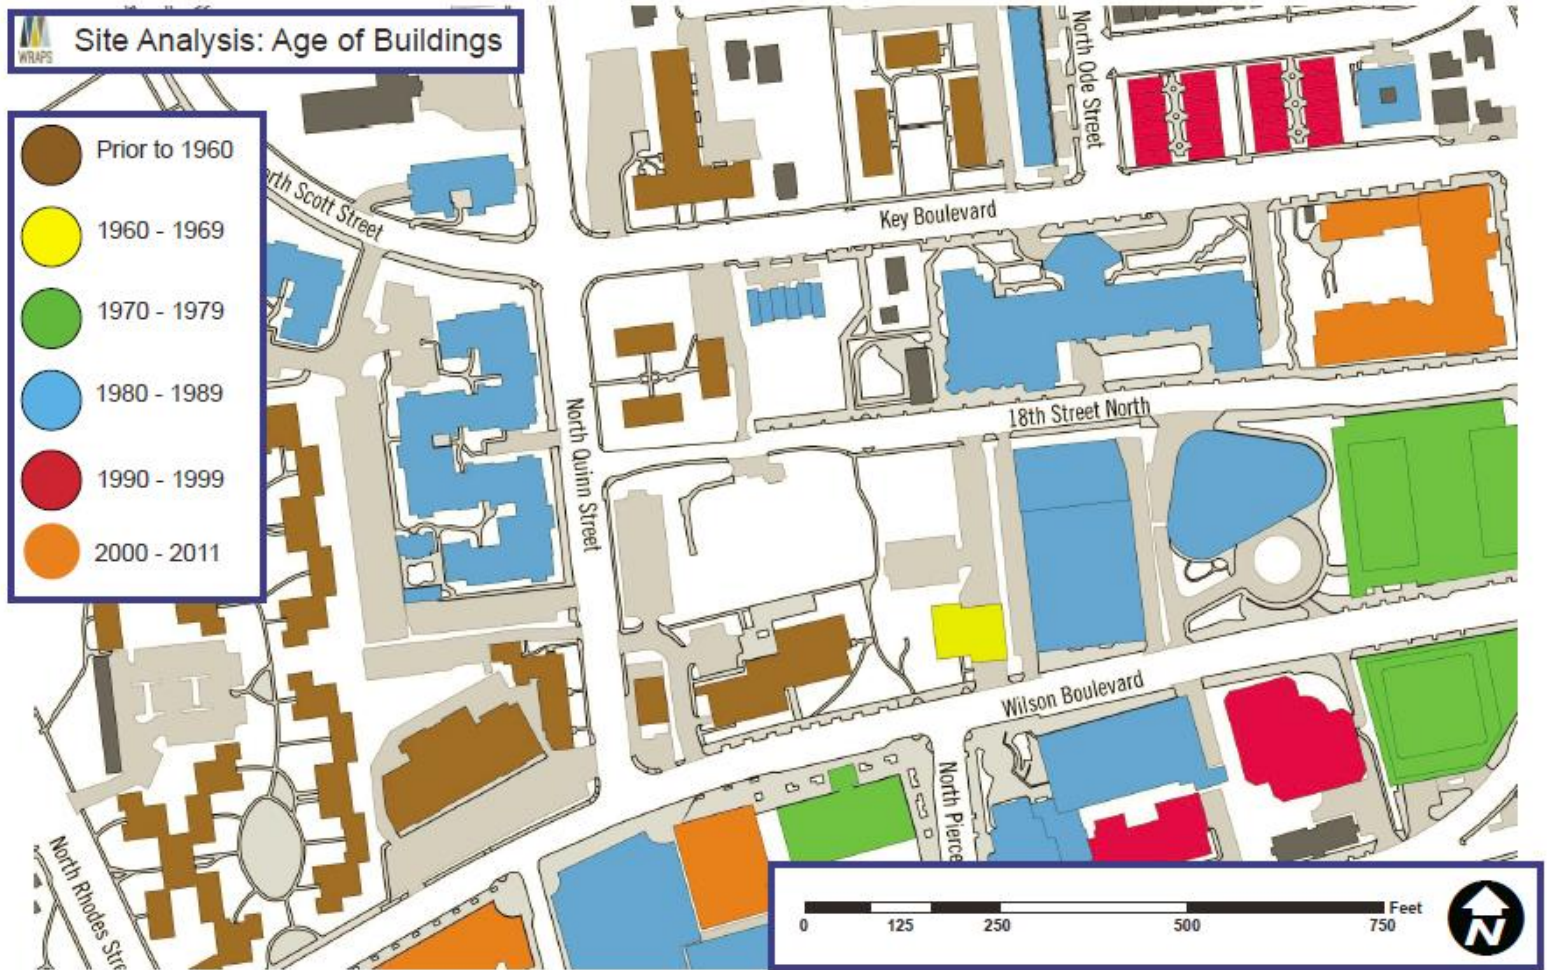 WRAPS
Site Analysis: Age of Buildings
Prior to 1960
1960 - 1969
1970 - 1979
1980 - 1989
1990 - 1999
2000 - 2011
orth Scott Street
North Ode Street
Key Boulevard
18th Street North
North Quinn Street
Wilson Boulevard
North Pierce
North Rhodes Stre
Feet
0 125 250 500 750
N